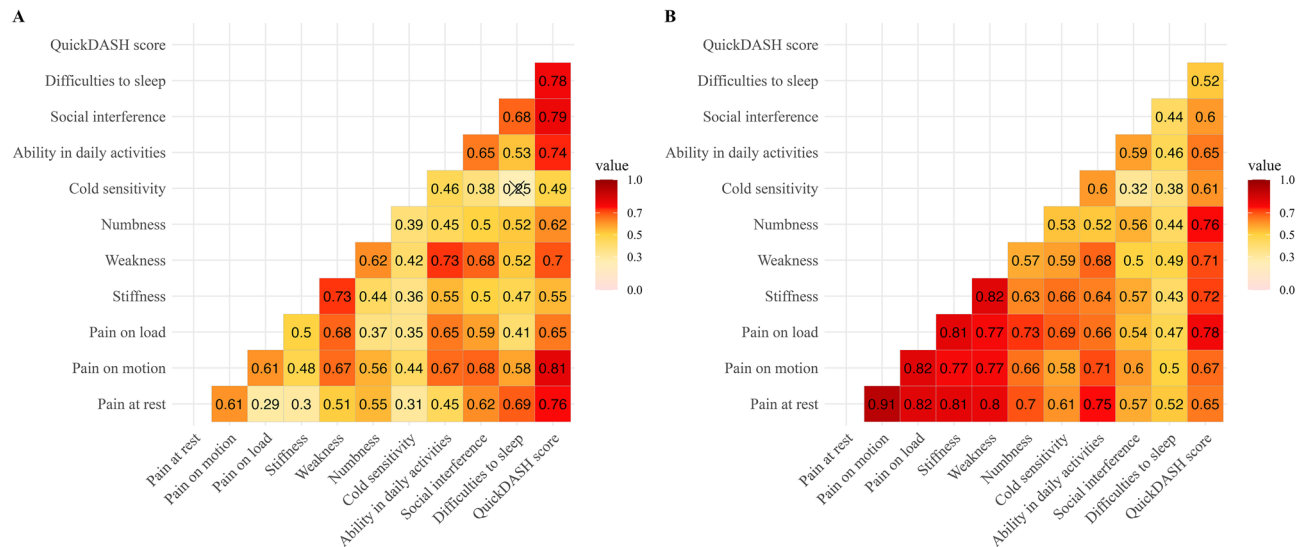 A
QuickDASH score
Difficulties to sleep 0.78
Social interference 0.68 0.79
Ability in daily activities 0.65 0.53 0.74
Cold sensitivity 0.46 0.38 0.25 0.49
Numbness 0.39 0.45 0.5 0.52 0.62
Weakness 0.62 0.42 0.73 0.68 0.52 0.7
Stiffness 0.73 0.44 0.36 0.55 0.5 0.47 0.55
Pain on load 0.5 0.68 0.37 0.35 0.65 0.59 0.41 0.65
Pain on motion 0.61 0.48 0.67 0.56 0.44 0.67 0.68 0.58 0.81
Pain at rest 0.61 0.29 0.3 0.51 0.55 0.31 0.45 0.62 0.69 0.76
Pain at rest
Pain on motion
Pain on load
Stiffness
Weakness
Numbness
Cold sensitivity
Ability in daily activities
Social interference
Difficulties to sleep
QuickDASH score
value
1.0
0.7
0.5
0.3
0.0
B
QuickDASH score
Difficulties to sleep 0.52
Social interference 0.44 0.6
Ability in daily activities 0.59 0.46 0.65
Cold sensitivity 0.6 0.32 0.38 0.61
Numbness 0.53 0.52 0.56 0.44 0.76
Weakness 0.57 0.59 0.68 0.5 0.49 0.71
Stiffness 0.82 0.63 0.66 0.64 0.57 0.43 0.72
Pain on load 0.81 0.77 0.73 0.69 0.66 0.54 0.47 0.78
Pain on motion 0.82 0.77 0.77 0.66 0.58 0.71 0.6 0.5 0.67
Pain at rest 0.91 0.82 0.81 0.8 0.7 0.61 0.75 0.57 0.52 0.65
Pain at rest
Pain on motion
Pain on load
Stiffness
Weakness
Numbness
Cold sensitivity
Ability in daily activities
Social interference
Difficulties to sleep
QuickDASH score
value
1.0
0.7
0.5
0.3
0.0